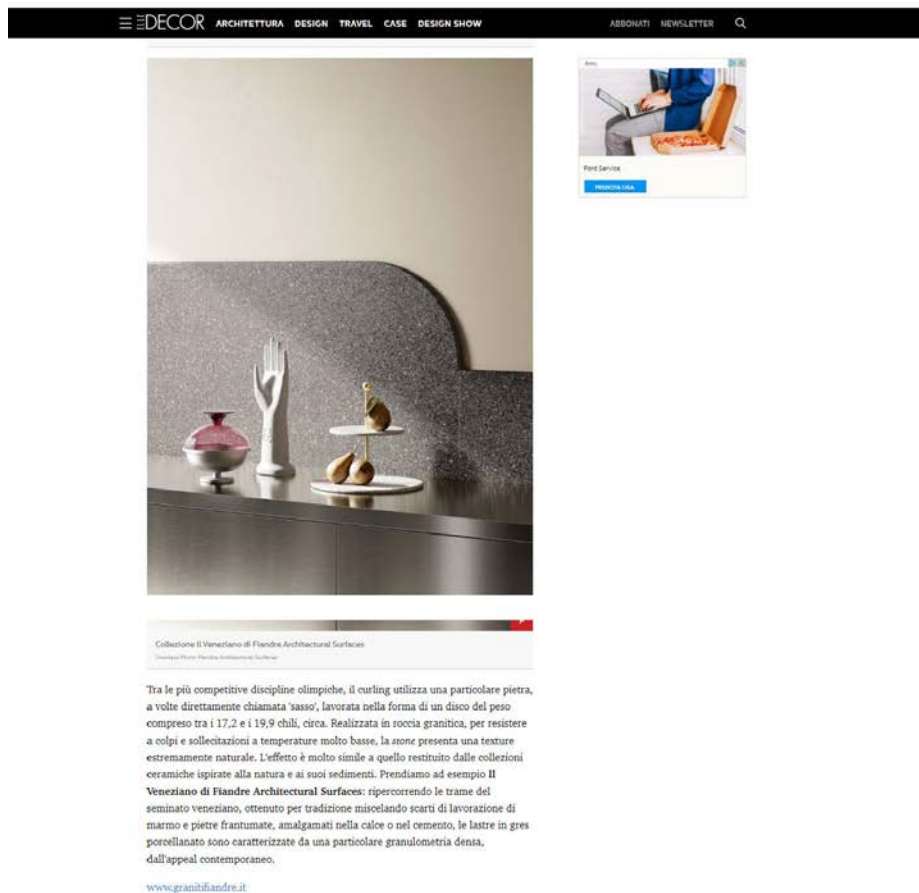 ELLE DECOR ARCHITETTURA DESIGN TRAVEL CASE DESIGN SHOW ABBONATI NEWSLETTER
Ford Service
Collezione Il Veneziano di Fiandre Architectural Surfaces
Courtesy Photo Fiandre Architectural Surfaces
Tra le più competitive discipline olimpiche, il curling utilizza una particolare pietra,
a volte direttamente chiamata 'sasso', lavorata nella forma di un disco del peso
compreso tra i 17,2 e i 19,9 chili, circa. Realizzata in roccia granitica, per resistere
a colpi e sollecitazioni a temperature molto basse, la stone presenta una texture
estremamente naturale. L'effetto è molto simile a quello restituito dalle collezioni
ceramiche ispirate alla natura e ai suoi sedimenti. Prendiamo ad esempio Il
Veneziano di Fiandre Architectural Surfaces: ripercorrendo le trame del
seminato veneziano, ottenuto per tradizione miscelando scarti di lavorazione di
marmo e pietre frantumate, amalgamati nella calce o nel cemento, le lastre in gres
porcellanato sono caratterizzate da una particolare granulometria densa,
dall'appeal contemporaneo.
www.granitifiandre.it